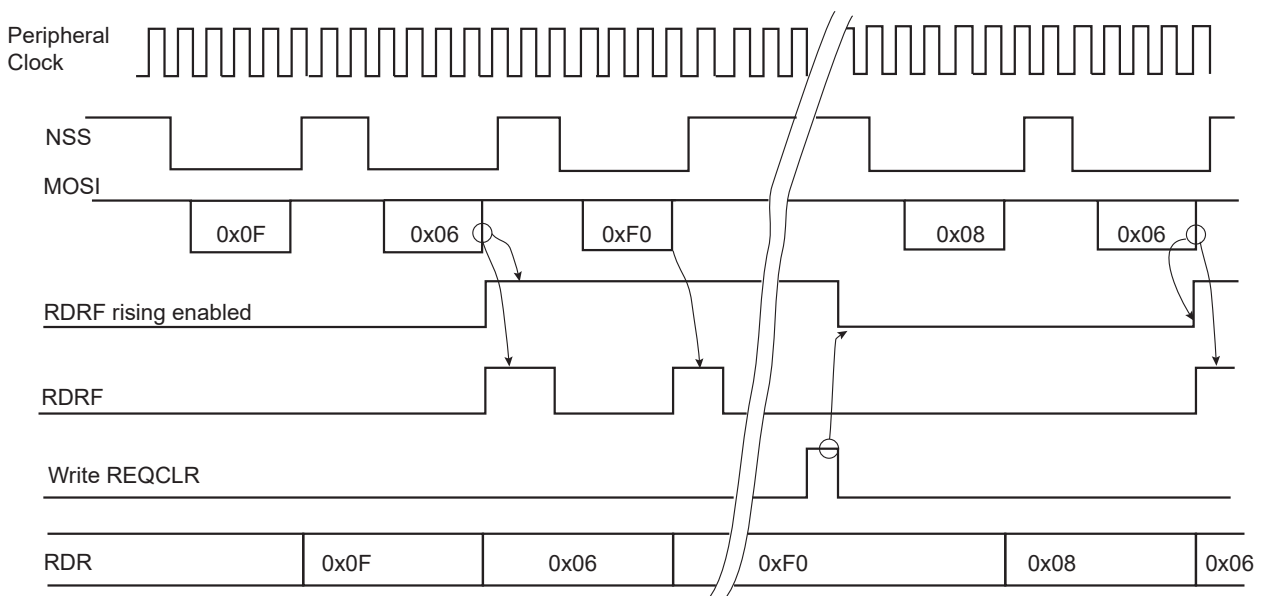 Peripheral
Clock
NSS
MOSI
0x0F 0x06 0xF0 0x08 0x06
RDRF rising enabled
RDRF
Write REQCLR
RDR 0x0F 0x06 0xF0 0x08 0x06